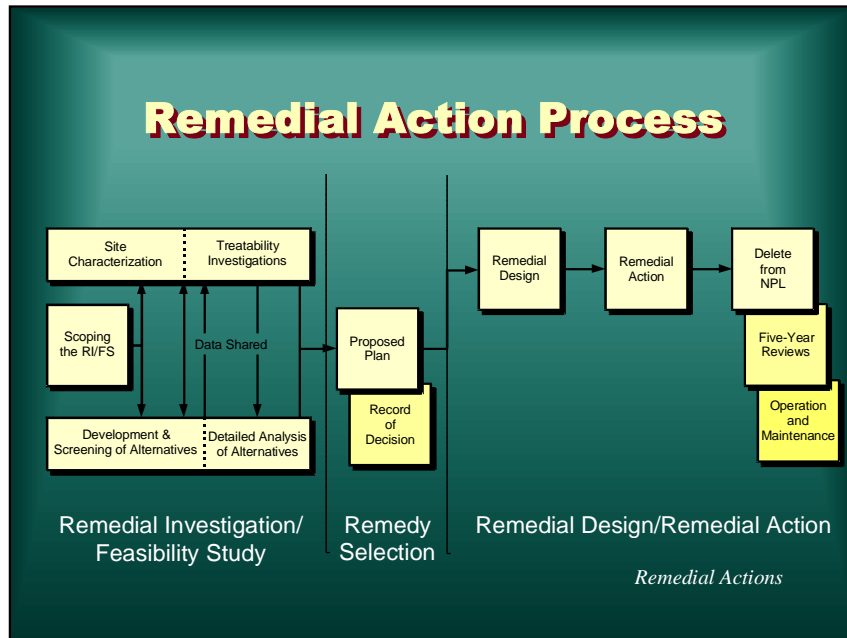 Remedial Action Process
Site
Characterization
Treatability
Investigations
Scoping
the RI/FS
Data Shared
Development &
Screening of Alternatives
Detailed Analysis
of Alternatives
Proposed
Plan
Record
of
Decision
Remedial
Design
Remedial
Action
Delete
from
NPL
Five-Year
Reviews
Operation
and
Maintenance
Remedial Investigation/
Feasibility Study
Remedy
Selection
Remedial Design/Remedial Action
Remedial Actions